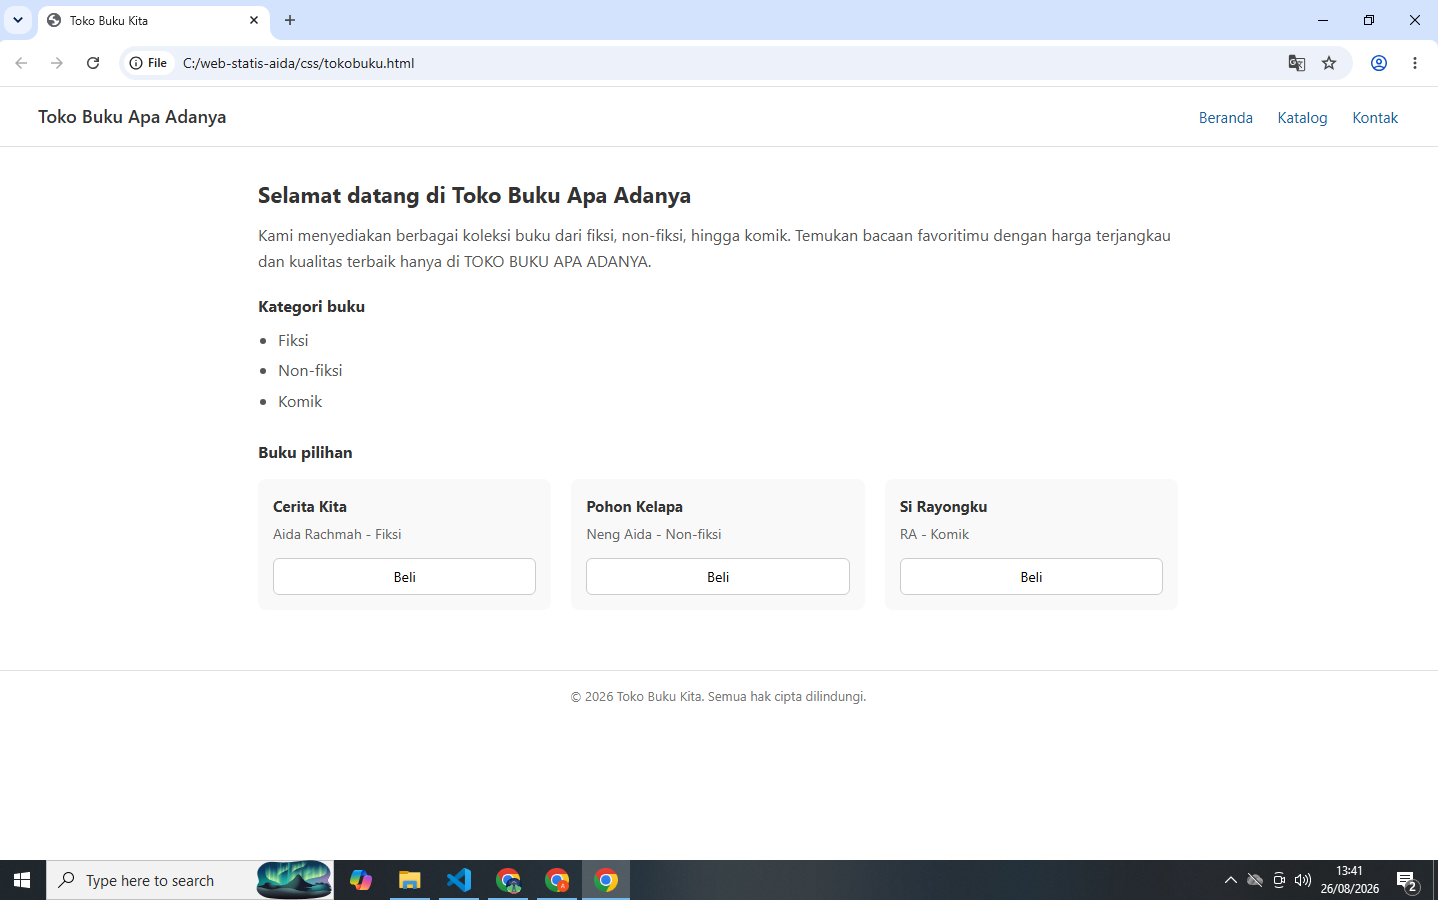 Toko Buku Kita
File
C:/web-statis-aida/css/tokobuku.html
Toko Buku Apa Adanya
Beranda
Katalog
Kontak
Selamat datang di Toko Buku Apa Adanya
Kami menyediakan berbagai koleksi buku dari fiksi, non-fiksi, hingga komik. Temukan bacaan favoritimu dengan harga terjangkau
dan kualitas terbaik hanya di TOKO BUKU APA ADANYA.
Kategori buku
Fiksi
Non-fiksi
Komik
Buku pilihan
Cerita Kita
Aida Rachmah - Fiksi
Beli
Pohon Kelapa
Neng Aida - Non-fiksi
Beli
Si Rayongku
RA - Komik
Beli
© 2026 Toko Buku Kita. Semua hak cipta dilindungi.
Type here to search
13:41
26/08/2026
2